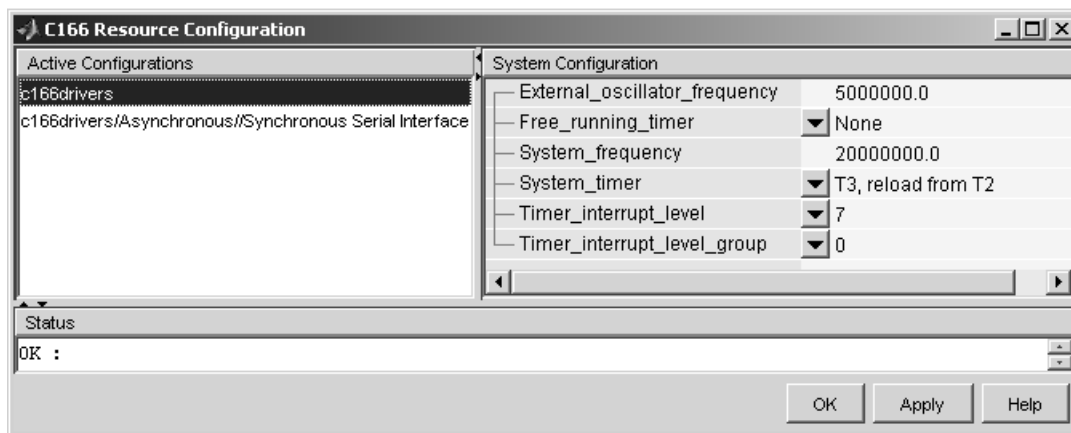 C166 Resource Configuration
Active Configurations
c166drivers
c166drivers/Asynchronous//Synchronous Serial Interface
System Configuration
External_oscillator_frequency 5000000.0
Free_running_timer None
System_frequency 20000000.0
System_timer T3, reload from T2
Timer_interrupt_level 7
Timer_interrupt_level_group 0
Status
OK :
OK Apply Help